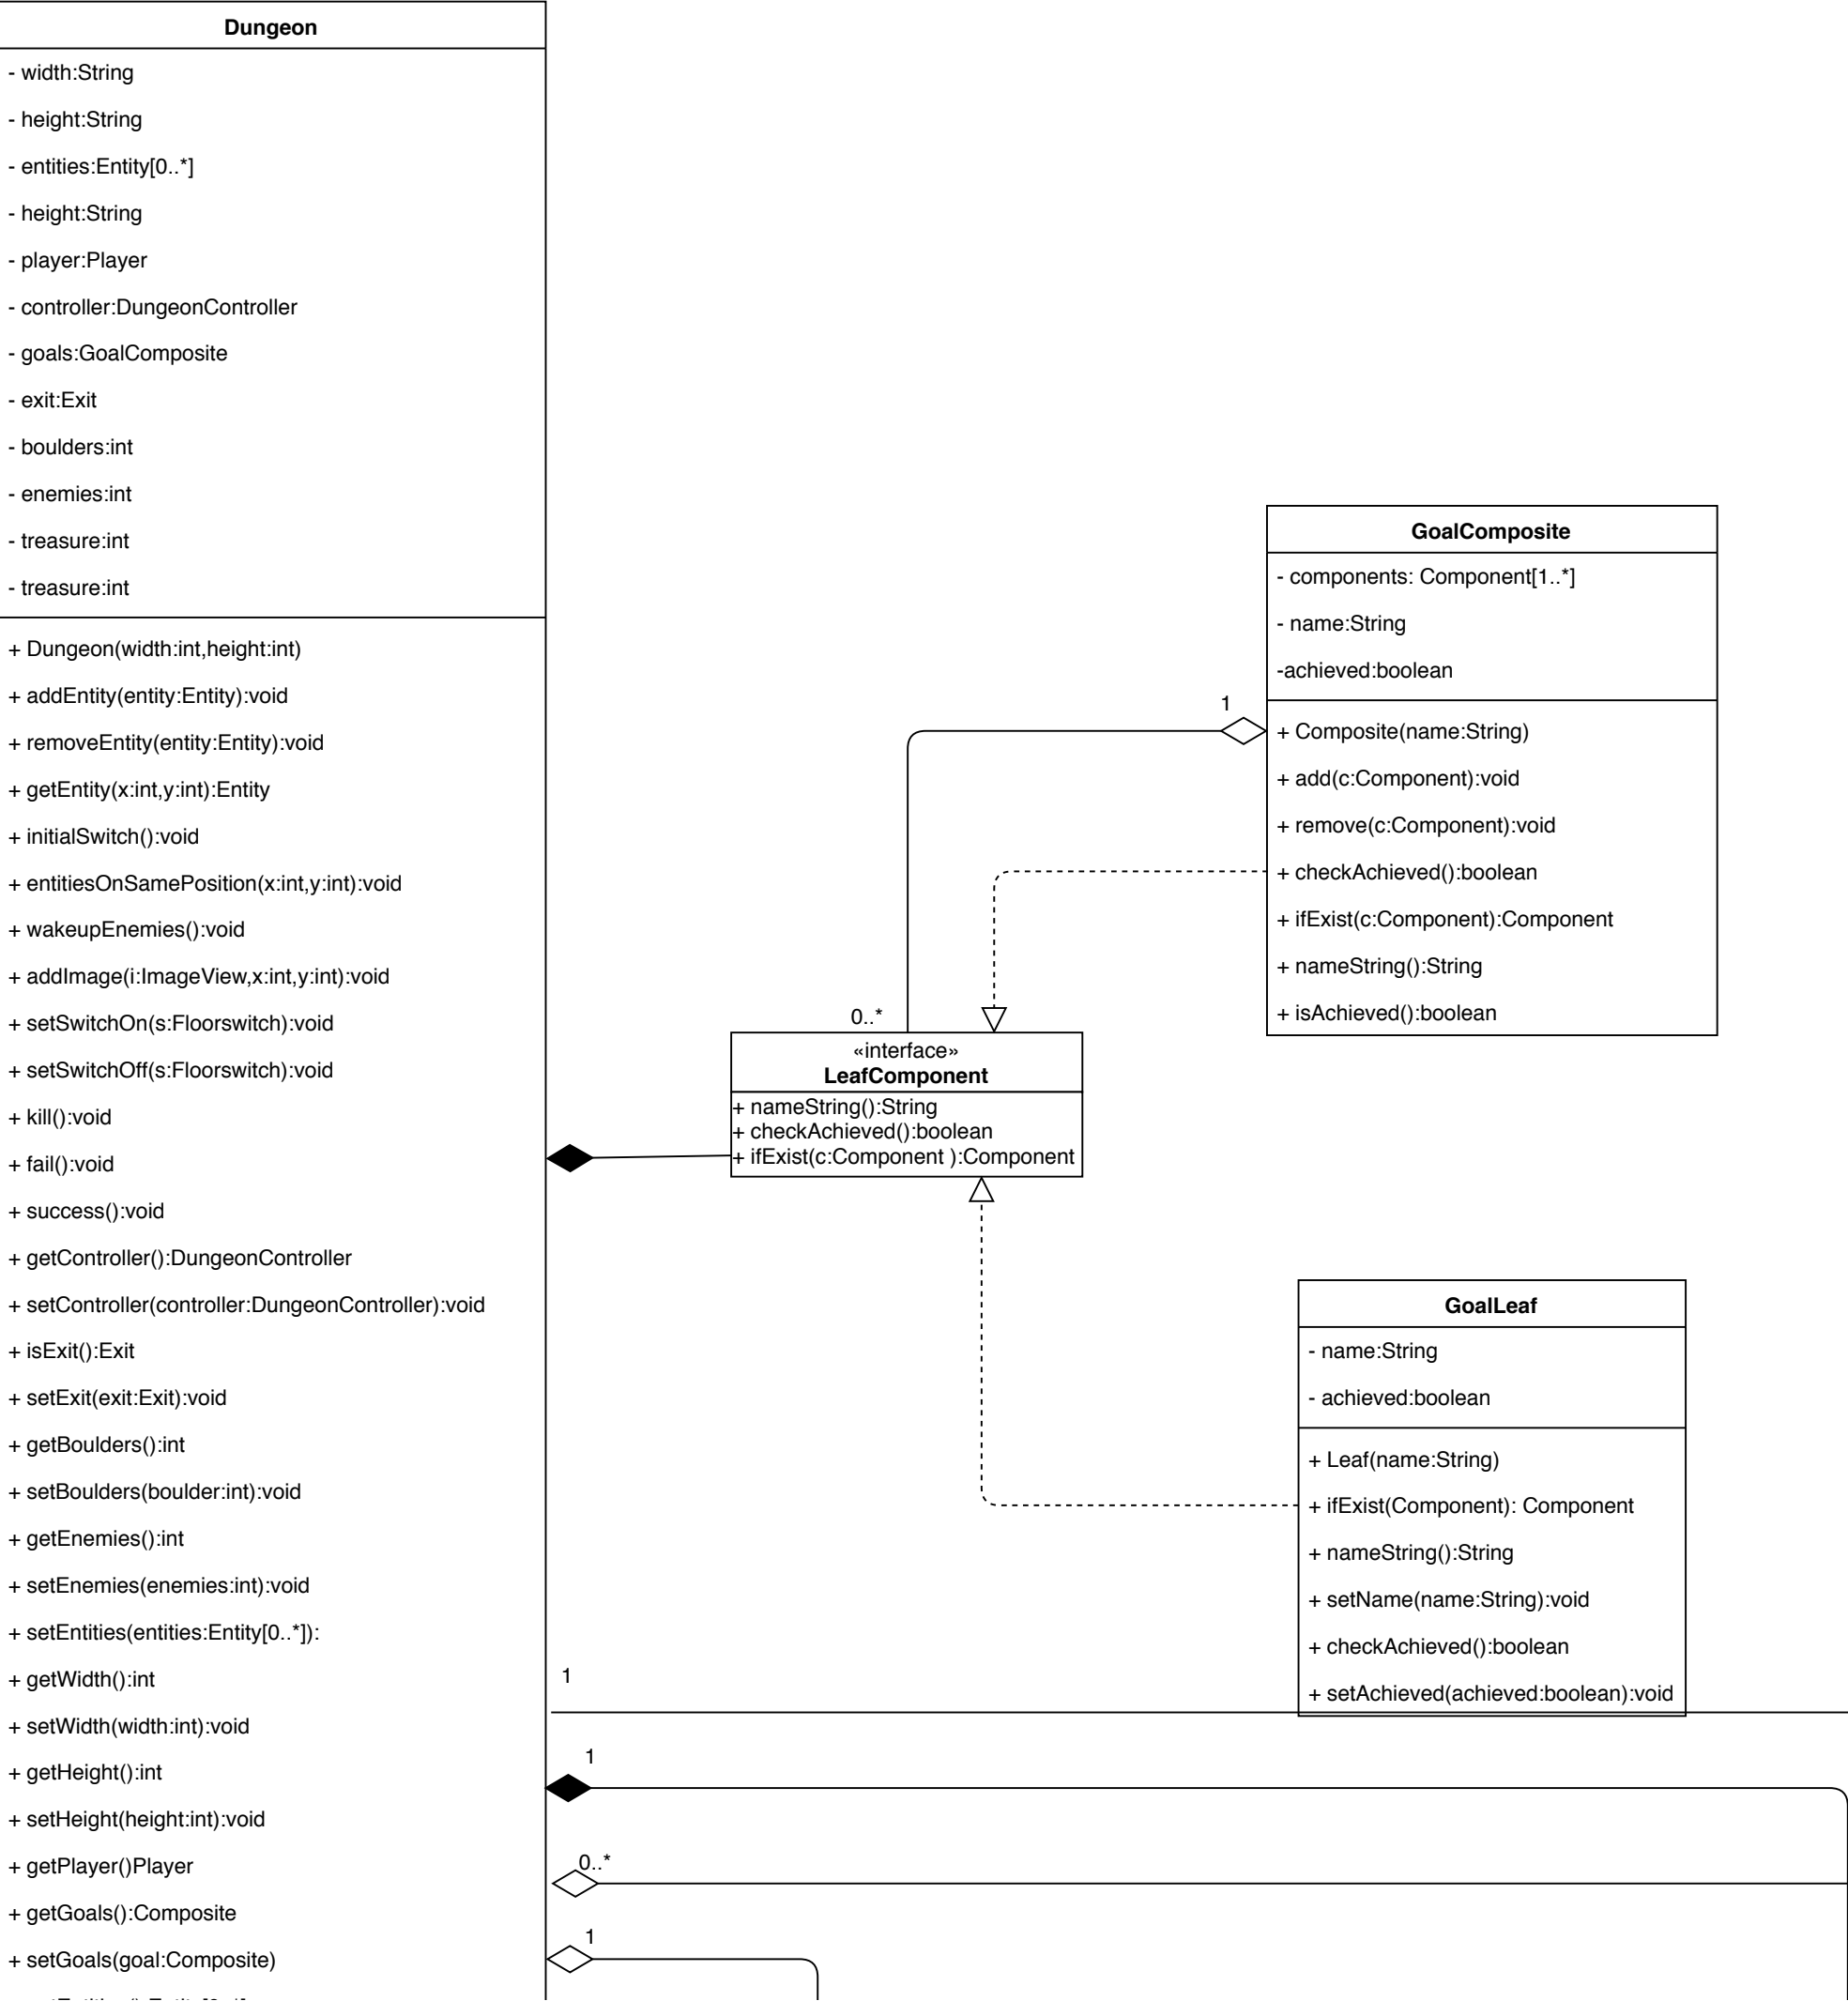 Dungeon
- width:String
- height:String
- entities:Entity[0..*]
- height:String
- player:Player
- controller:DungeonController
- goals:GoalComposite
- exit:Exit
- boulders:int
- enemies:int
- treasure:int
- treasure:int
+ Dungeon(width:int,height:int)
+ addEntity(entity:Entity):void
+ removeEntity(entity:Entity):void
+ getEntity(x:int,y:int):Entity
+ initialSwitch():void
+ entitiesOnSamePosition(x:int,y:int):void
+ wakeupEnemies():void
+ addImage(i:ImageView,x:int,y:int):void
+ setSwitchOn(s:Floorswitch):void
+ setSwitchOff(s:Floorswitch):void
+ kill():void
+ fail():void
+ success():void
+ getController():DungeonController
+ setController(controller:DungeonController):void
+ isExit():Exit
+ setExit(exit:Exit):void
+ getBoulders():int
+ setBoulders(boulder:int):void
+ getEnemies():int
+ setEnemies(enemies:int):void
+ setEntities(entities:Entity[0..*]):
+ getWidth():int
+ setWidth(width:int):void
+ getHeight():int
+ setHeight(height:int):void
+ getPlayer()Player
+ getGoals():Composite
+ setGoals(goal:Composite)
GoalComposite
- components: Component[1..*]
- name:String
-achieved:boolean
+ Composite(name:String)
+ add(c:Component):void
+ remove(c:Component):void
+ checkAchieved():boolean
+ ifExist(c:Component):Component
+ nameString():String
+ isAchieved():boolean
1
0..*
«interface»
LeafComponent
+ nameString():String
+ checkAchieved():boolean
+ ifExist(c:Component ):Component
GoalLeaf
- name:String
- achieved:boolean
+ Leaf(name:String)
+ ifExist(Component): Component
+ nameString():String
+ setName(name:String):void
+ checkAchieved():boolean
+ setAchieved(achieved:boolean):void
1
1
0..*
1